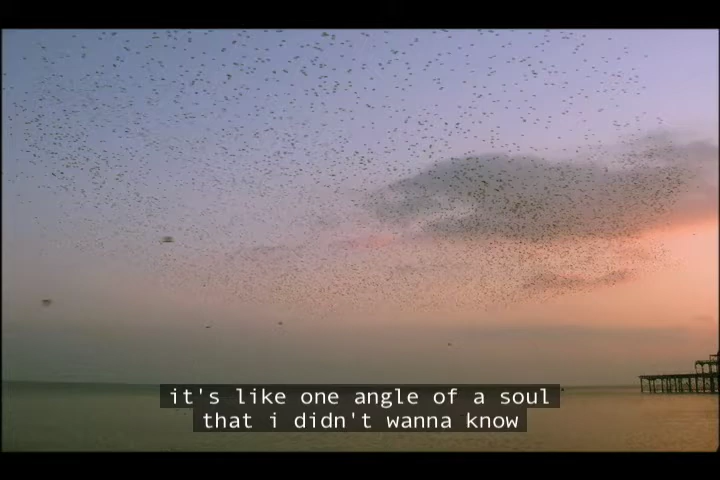 it's like one angle of a soul
that i didn't wanna know